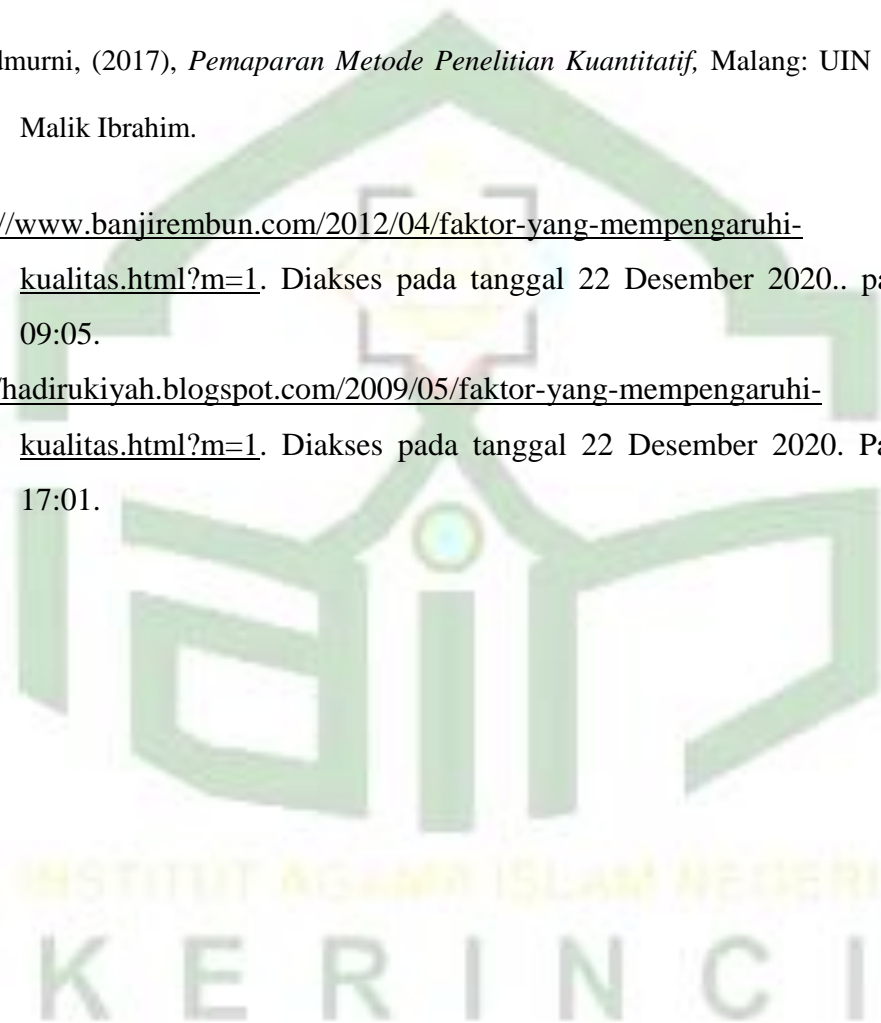 lmurni, (2017), Pemaparan Metode Penelitian Kuantitatif, Malang: UIN
Malik Ibrahim.
//www.banjirembun.com/2012/04/faktor-yang-mempengaruhi-
kualitas.html?m=1. Diakses pada tanggal 22 Desember 2020.. pa
09:05.
/hadirukiyah.blogspot.com/2009/05/faktor-yang-mempengaruhi-
kualitas.html?m=1. Diakses pada tanggal 22 Desember 2020. Pa
17:01.
INSTITUT AGAMA ISLAM NEGERI
KERINCI